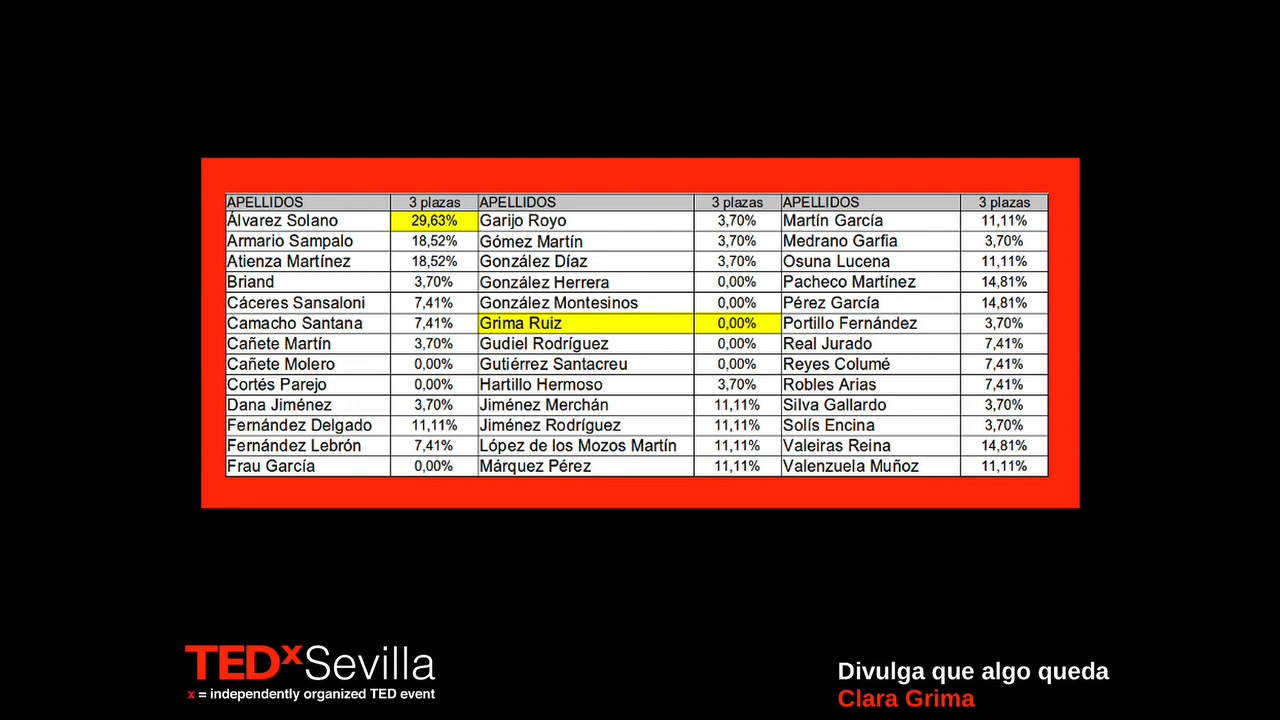 APELLIDOS 3 plazas APELLIDOS 3 plazas APELLIDOS 3 plazas
Álvarez Solano 29,63% Garijo Royo 3,70% Martín García 11,11%
Armario Sampalo 18,52% Gómez Martín 3,70% Medrano Garfia 3,70%
Atienza Martínez 18,52% González Díaz 3,70% Osuna Lucena 11,11%
Briand 3,70% González Herrera 0,00% Pacheco Martínez 14,81%
Cáceres Sansaloni 7,41% González Montesinos 0,00% Pérez García 14,81%
Camacho Santana 7,41% Grima Ruiz 0,00% Portillo Fernández 3,70%
Cañete Martín 3,70% Gudiel Rodríguez 0,00% Real Jurado 7,41%
Cañete Molero 0,00% Gutiérrez Santacreu 0,00% Reyes Columé 7,41%
Cortés Parejo 0,00% Hartillo Hermoso 3,70% Robles Arias 7,41%
Dana Jiménez 3,70% Jiménez Merchán 11,11% Silva Gallardo 3,70%
Fernández Delgado 11,11% Jiménez Rodríguez 11,11% Solís Encina 3,70%
Fernández Lebrón 7,41% López de los Mozos Martín 11,11% Valeiras Reina 14,81%
Frau García 0,00% Márquez Pérez 11,11% Valenzuela Muñoz 11,11%
TEDxSevilla
x = independently organized TED event
Divulga que algo queda
Clara Grima